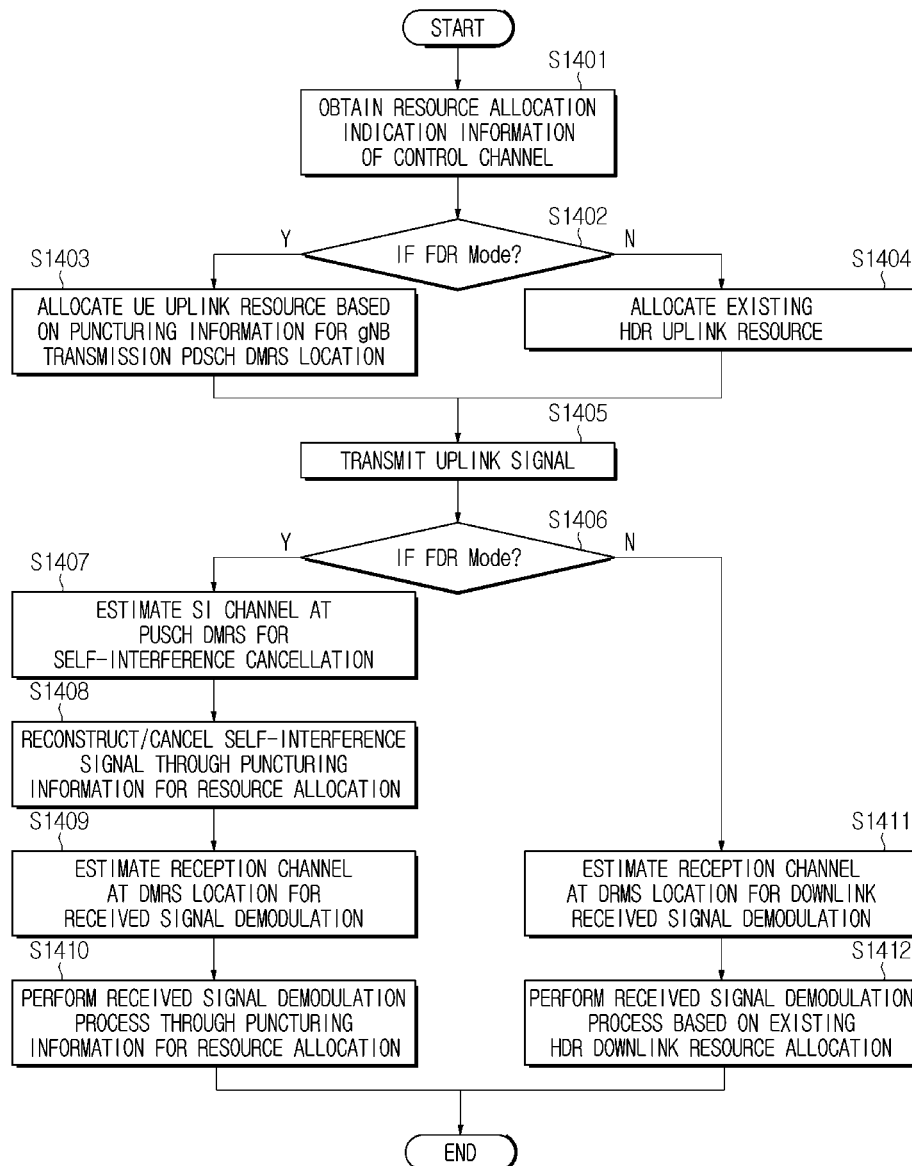 START
S1401
OBTAIN RESOURCE ALLOCATION
INDICATION INFORMATION
OF CONTROL CHANNEL
S1402
Y
IF FDR Mode?
N
S1403
ALLOCATE UE UPLINK RESOURCE BASED
ON PUNCTURING INFORMATION FOR gNB
TRANSMISSION PDSCH DMRS LOCATION
S1404
ALLOCATE EXISTING
HDR UPLINK RESOURCE
S1405
TRANSMIT UPLINK SIGNAL
S1406
Y
IF FDR Mode?
N
S1407
ESTIMATE SI CHANNEL AT
PUSCH DMRS FOR
SELF-INTERFERENCE CANCELLATION
S1408
RECONSTRUCT/CANCEL SELF-INTERFERENCE
SIGNAL THROUGH PUNCTURING
INFORMATION FOR RESOURCE ALLOCATION
S1409
ESTIMATE RECEPTION CHANNEL
AT DMRS LOCATION FOR
RECEIVED SIGNAL DEMODULATION
S1411
ESTIMATE RECEPTION CHANNEL
AT DRMS LOCATION FOR DOWNLINK
RECEIVED SIGNAL DEMODULATION
S1410
PERFORM RECEIVED SIGNAL DEMODULATION
PROCESS THROUGH PUNCTURING
INFORMATION FOR RESOURCE ALLOCATION
S1412
PERFORM RECEIVED SIGNAL DEMODULATION
PROCESS BASED ON EXISTING
HDR DOWNLINK RESOURCE ALLOCATION
END